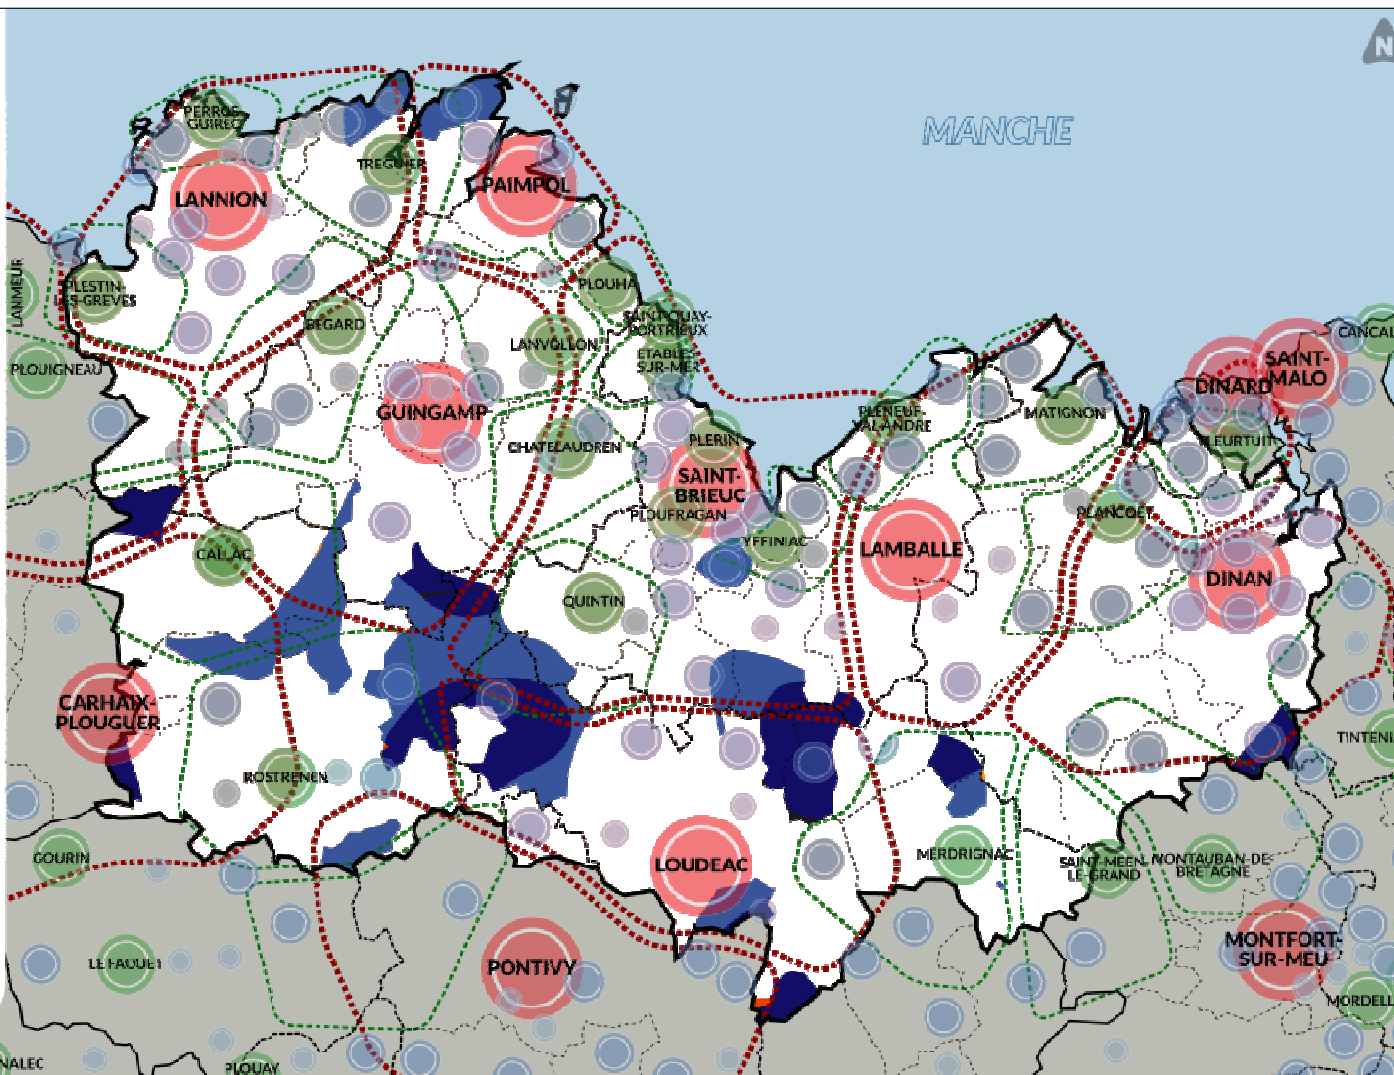 N
MANCHE
PERROS-
GUIREC
TREGUIER
LANNION
PAIMPOL
LANMEUR
PLESTIN-
LES-GREVES
PLOUHA
BEGARD
SAINT-QUAY-
PORTRIEUX
LANVOLLON
ETABLES-
SUR-MER
CANCAL
SAINT-
MALO
DINARD
PLOUIGNEAU
GUINGAMP
PLENEUF-
VALANDRE
MATIGNON
CHATELAUDREN
PLERIN
PLEURTUIT
SAINT-
BRIEUC
PLOUFRAGAN
PLANCOET
YFFINIAC
LAMBALLE
CALLAC
DINAN
QUINTIN
CARHAIX-
PLOUGUER
TINTENI
ROSTRENEN
GOURIN
LOUDEAC
MERDRIGNAC
SAINT-MEEN-
LE-GRAND
MONTAUBAN-DE-
BRETAGNE
MONTFORT-
SUR-MEU
LE FAOUET
PONTIVY
MORDELL
NALEC
PLOUAY